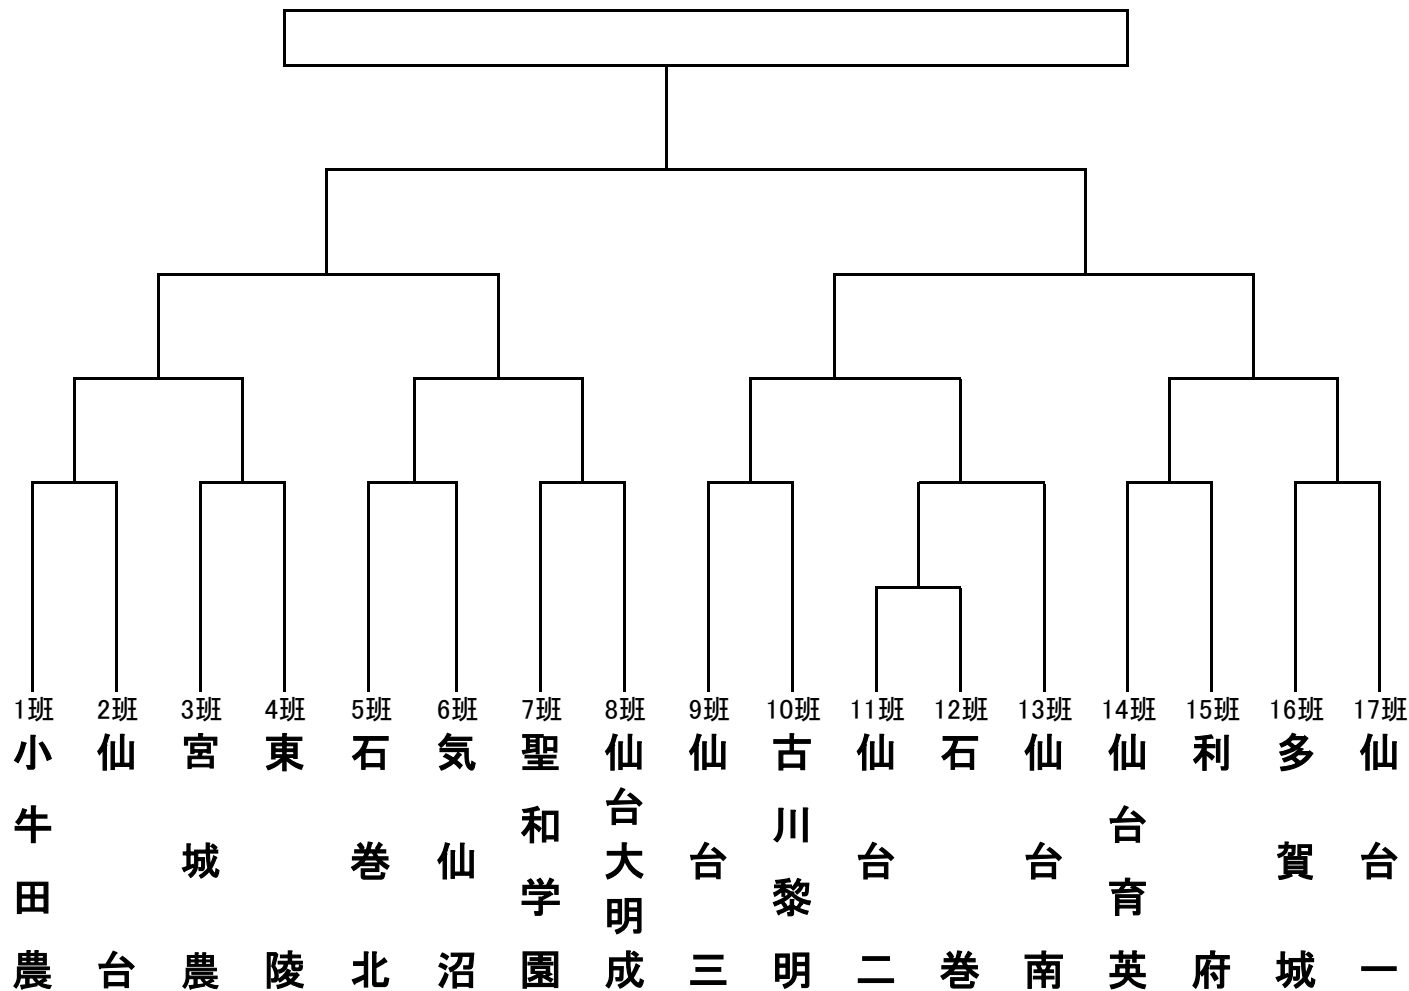 1班
小牛田農
2班
仙台
3班
宮城農
4班
東陵
5班
石巻北
6班
気仙沼
7班
聖和学園
8班
仙台大明成
9班
仙台三
10班
古川黎明
11班
仙台二
12班
石巻
13班
仙台南
14班
仙台育英
15班
利府
16班
多賀城
17班
仙台一